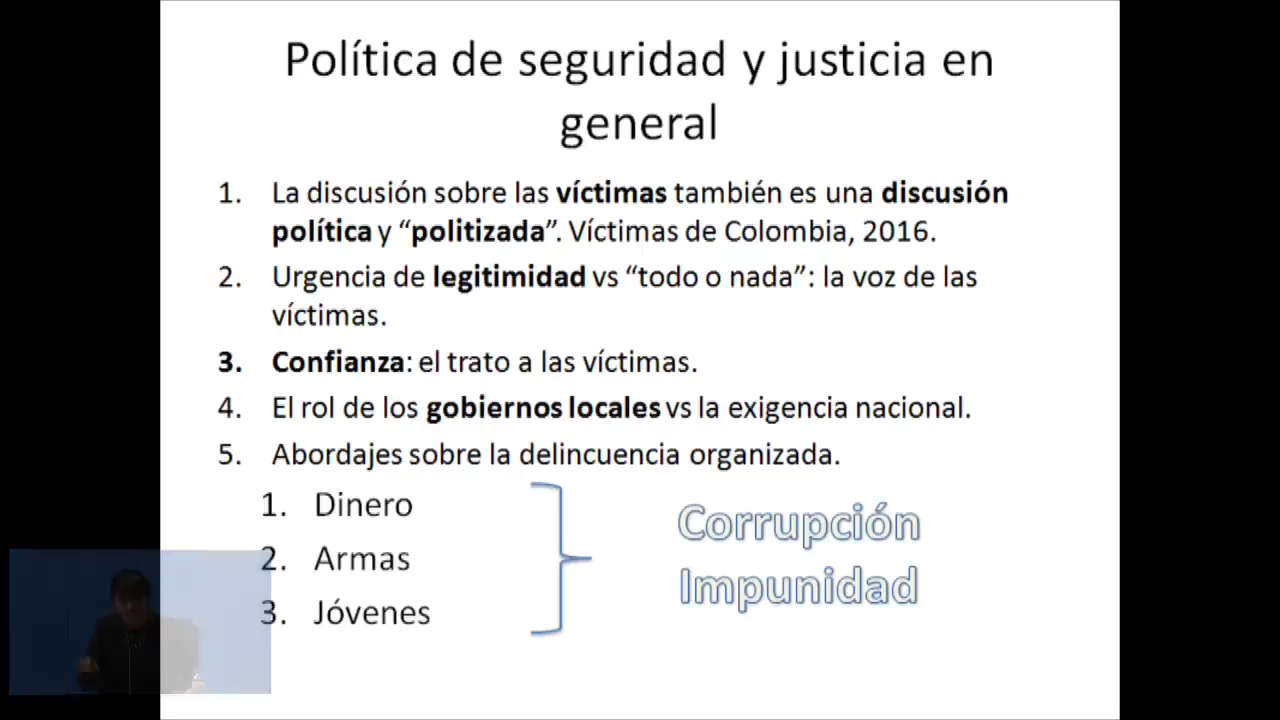 Política de seguridad y justicia en
general
1. La discusión sobre las víctimas también es una discusión
política y “politizada”. Víctimas de Colombia, 2016.
2. Urgencia de legitimidad vs “todo o nada”: la voz de las
víctimas.
3. Confianza: el trato a las víctimas.
4. El rol de los gobiernos locales vs la exigencia nacional.
5. Abordajes sobre la delincuencia organizada.
1. Dinero
2. Armas
3. Jóvenes
Corrupción
Impunidad